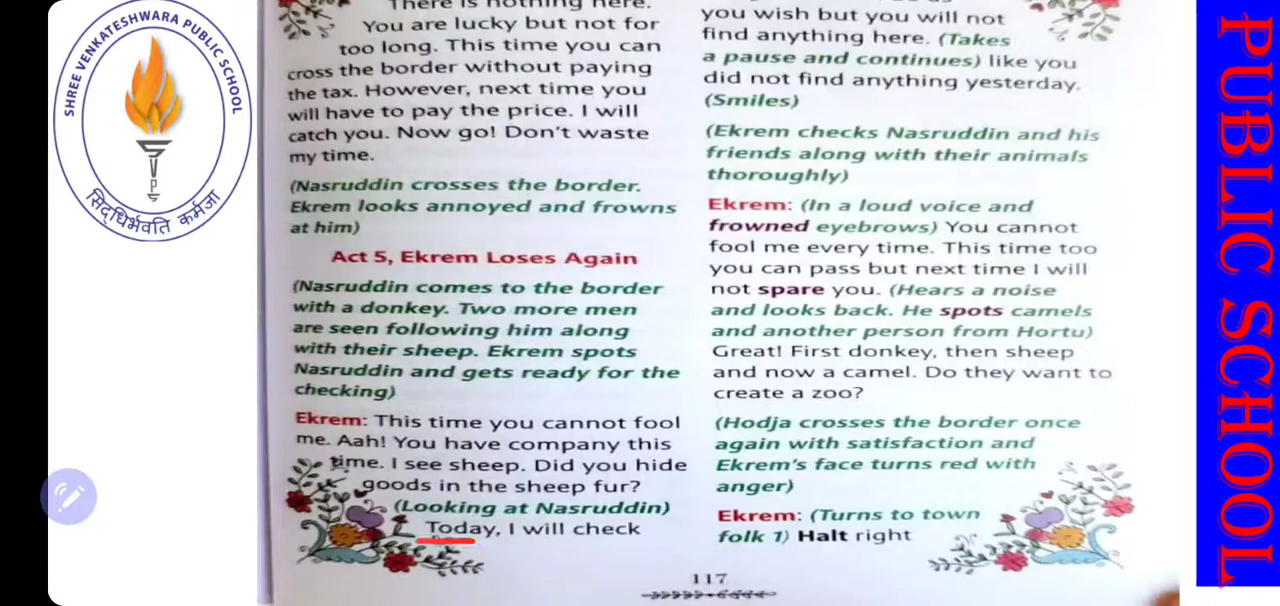 SHREE VENKATESHWARA PUBLIC SCHOOL
सिद्धिर्भवति कर्मजा
P
There is nothing here.
You are lucky but not for
too long. This time you can
cross the border without paying
the tax. However, next time you
will have to pay the price. I will
catch you. Now go! Don't waste
my time.
(Nasruddin crosses the border.
Ekrem looks annoyed and frowns
at him)
Act 5, Ekrem Loses Again
(Nasruddin comes to the border
with a donkey. Two more men
are seen following him along
with their sheep. Ekrem spots
Nasruddin and gets ready for the
checking)
Ekrem: This time you cannot fool
me. Aah! You have company this
time. I see sheep. Did you hide
goods in the sheep fur?
(Looking at Nasruddin)
Today, I will check
you wish but you will not
find anything here. (Takes
a pause and continues) like you
did not find anything yesterday.
(Smiles)
(Ekrem checks Nasruddin and his
friends along with their animals
thoroughly)
Ekrem: (In a loud voice and
frowned eyebrows) You cannot
fool me every time. This time too
you can pass but next time I will
not spare you. (Hears a noise
and looks back. He spots camels
and another person from Hortu)
Great! First donkey, then sheep
and now a camel. Do they want to
create a zoo?
(Hodja crosses the border once
again with satisfaction and
Ekrem's face turns red with
anger)
Ekrem: (Turns to town
folk 1) Halt right
117
PUBLIC SCHOOL